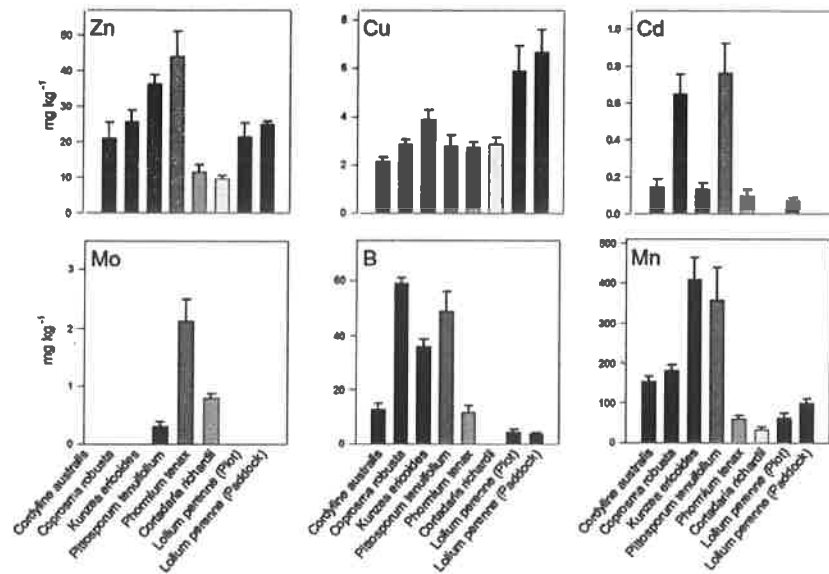 Zn
Cu
Cd
mg kg⁻¹
50
40
30
20
10
0
8
6
4
2
0
1.0
0.8
0.6
0.4
0.2
0.0
Mo
B
Mn
mg kg⁻¹
3
2
1
0
60
40
20
0
500
400
300
200
100
0
Cordyline australis
Coprosma robusta
Kunzea ericoides
Pittosporum tenuifolium
Phormium tenax
Cortaderia richardii
Lolium perenne (Plot)
Lolium perenne (Paddock)
Cordyline australis
Coprosma robusta
Kunzea ericoides
Pittosporum tenuifolium
Phormium tenax
Cortaderia richardii
Lolium perenne (Plot)
Lolium perenne (Paddock)
Cordyline australis
Coprosma robusta
Kunzea ericoides
Pittosporum tenuifolium
Phormium tenax
Cortaderia richardii
Lolium perenne (Plot)
Lolium perenne (Paddock)